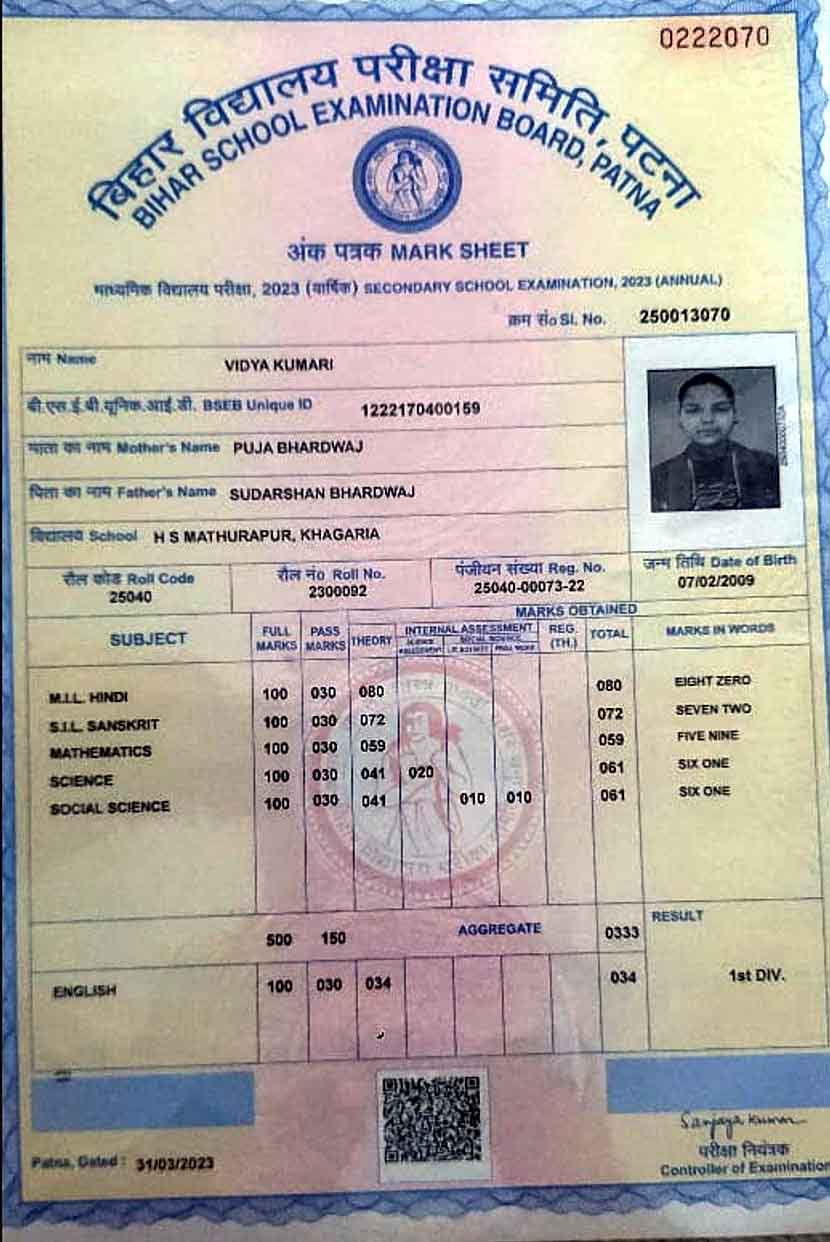 0222070
बिहार विद्यालय परीक्षा समिति, पटना
BIHAR SCHOOL EXAMINATION BOARD, PATNA
अंक पत्रक MARK SHEET
माध्यमिक विद्यालय परीक्षा, 2023 (वार्षिक) SECONDARY SCHOOL EXAMINATION, 2023 (ANNUAL)
क्रम सं० Sl. No. 250013070
नाम Name VIDYA KUMARI
बी.एस.ई.बी.यूनिक.आई.डी. BSEB Unique ID 1222170400159
माता का नाम Mother's Name PUJA BHARDWAJ
पिता का नाम Father's Name SUDARSHAN BHARDWAJ
विद्यालय School H S MATHURAPUR, KHAGARIA
रौल कोड Roll Code रौल नं० Roll No. पंजीयन संख्या Reg. No. जन्म तिथि Date of Birth
25040 2300092 25040-00073-22 07/02/2009
MARKS OBTAINED
SUBJECT FULL MARKS PASS MARKS THEORY INTERNAL ASSESSMENT REG. (TH.) TOTAL MARKS IN WORDS
M.I.L. HINDI 100 030 080 080 EIGHT ZERO
S.I.L. SANSKRIT 100 030 072 072 SEVEN TWO
MATHEMATICS 100 030 059 059 FIVE NINE
SCIENCE 100 030 041 020 061 SIX ONE
SOCIAL SCIENCE 100 030 041 010 010 061 SIX ONE
500 150 AGGREGATE 0333 RESULT
ENGLISH 100 030 034 034 1st DIV.
Sanjaya Kumar
Patna, Dated : 31/03/2023
परीक्षा नियंत्रक
Controller of Examination